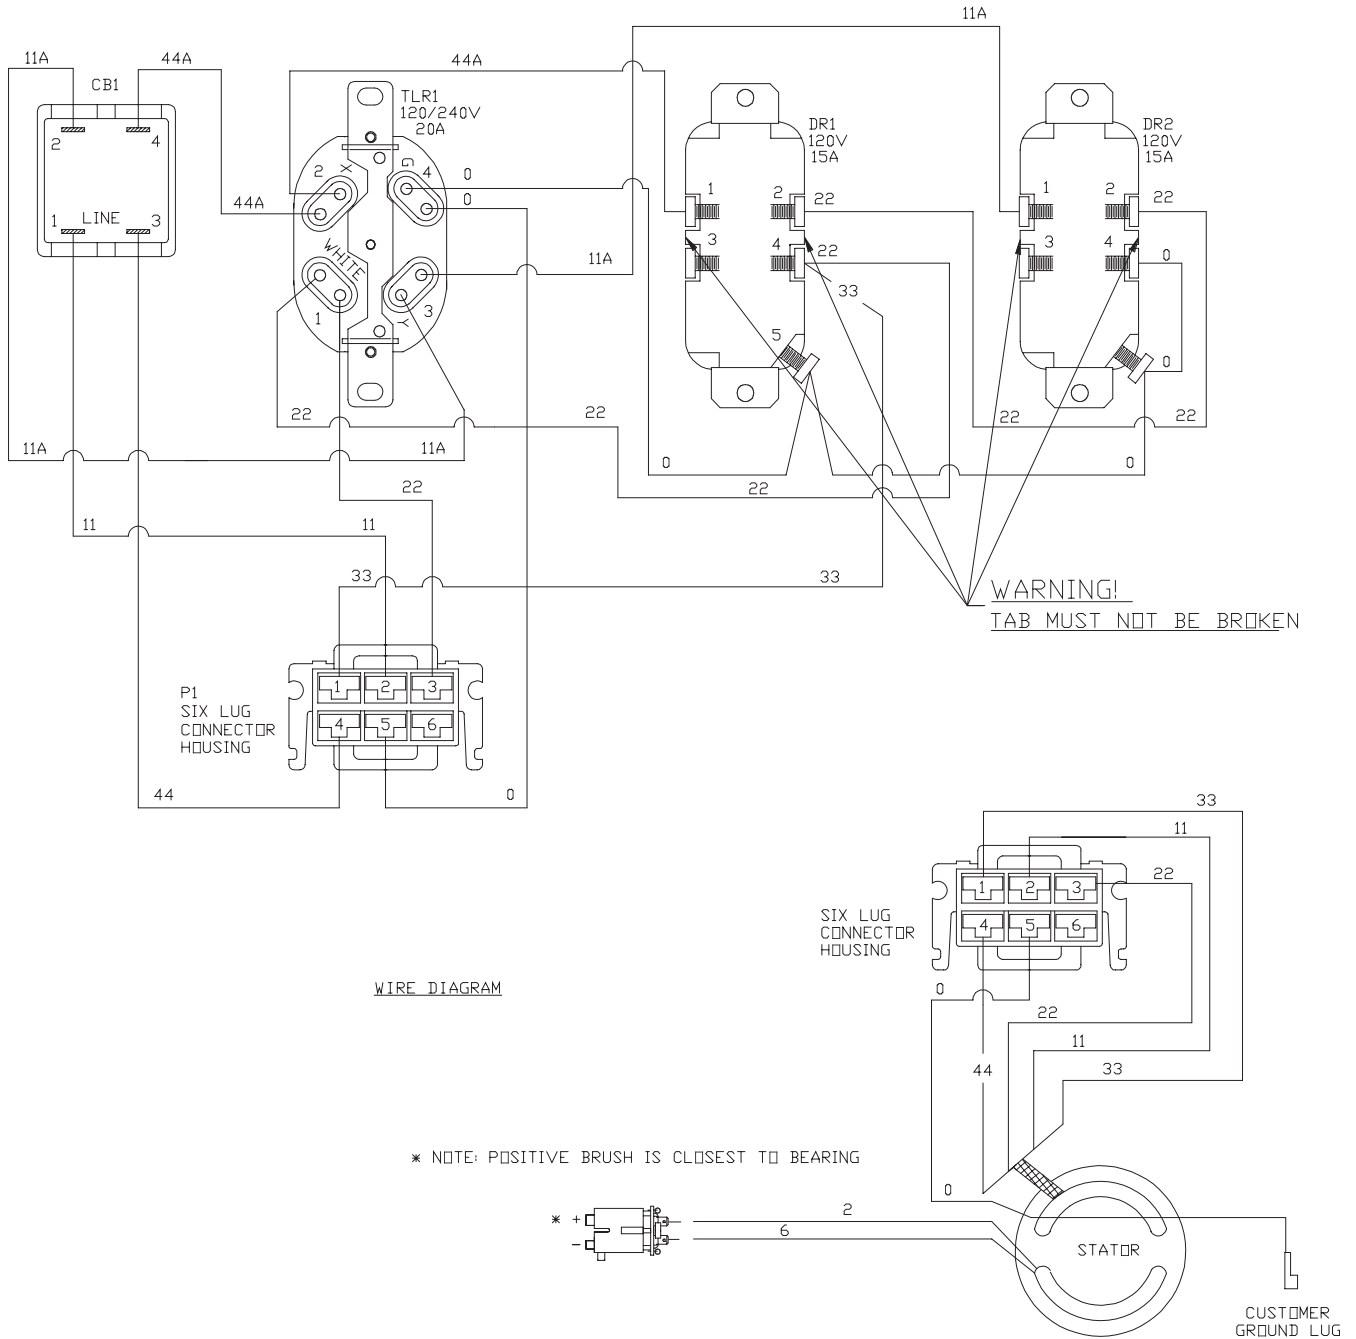 11A
11A
44A
44A
CB1
TLR1
120/240V
20A
DR1
120V
15A
DR2
120V
15A
2
4
LINE
1
3
44A
2
X
G
4
0
0
WHITE
1
Y
3
11A
1
2
22
3
4
22
33
5
1
2
22
3
4
0
0
22
22
22
22
11A
11A
0
0
22
22
11
11
33
33
WARNING!
TAB MUST NOT BE BROKEN
P1
SIX LUG
CONNECTOR
HOUSING
1
2
3
4
5
6
44
0
33
11
22
SIX LUG
CONNECTOR
HOUSING
1
2
3
4
5
6
WIRE DIAGRAM
0
22
11
44
33
* NOTE: POSITIVE BRUSH IS CLOSEST TO BEARING
0
* +
-
2
6
STATOR
CUSTOMER
GROUND LUG